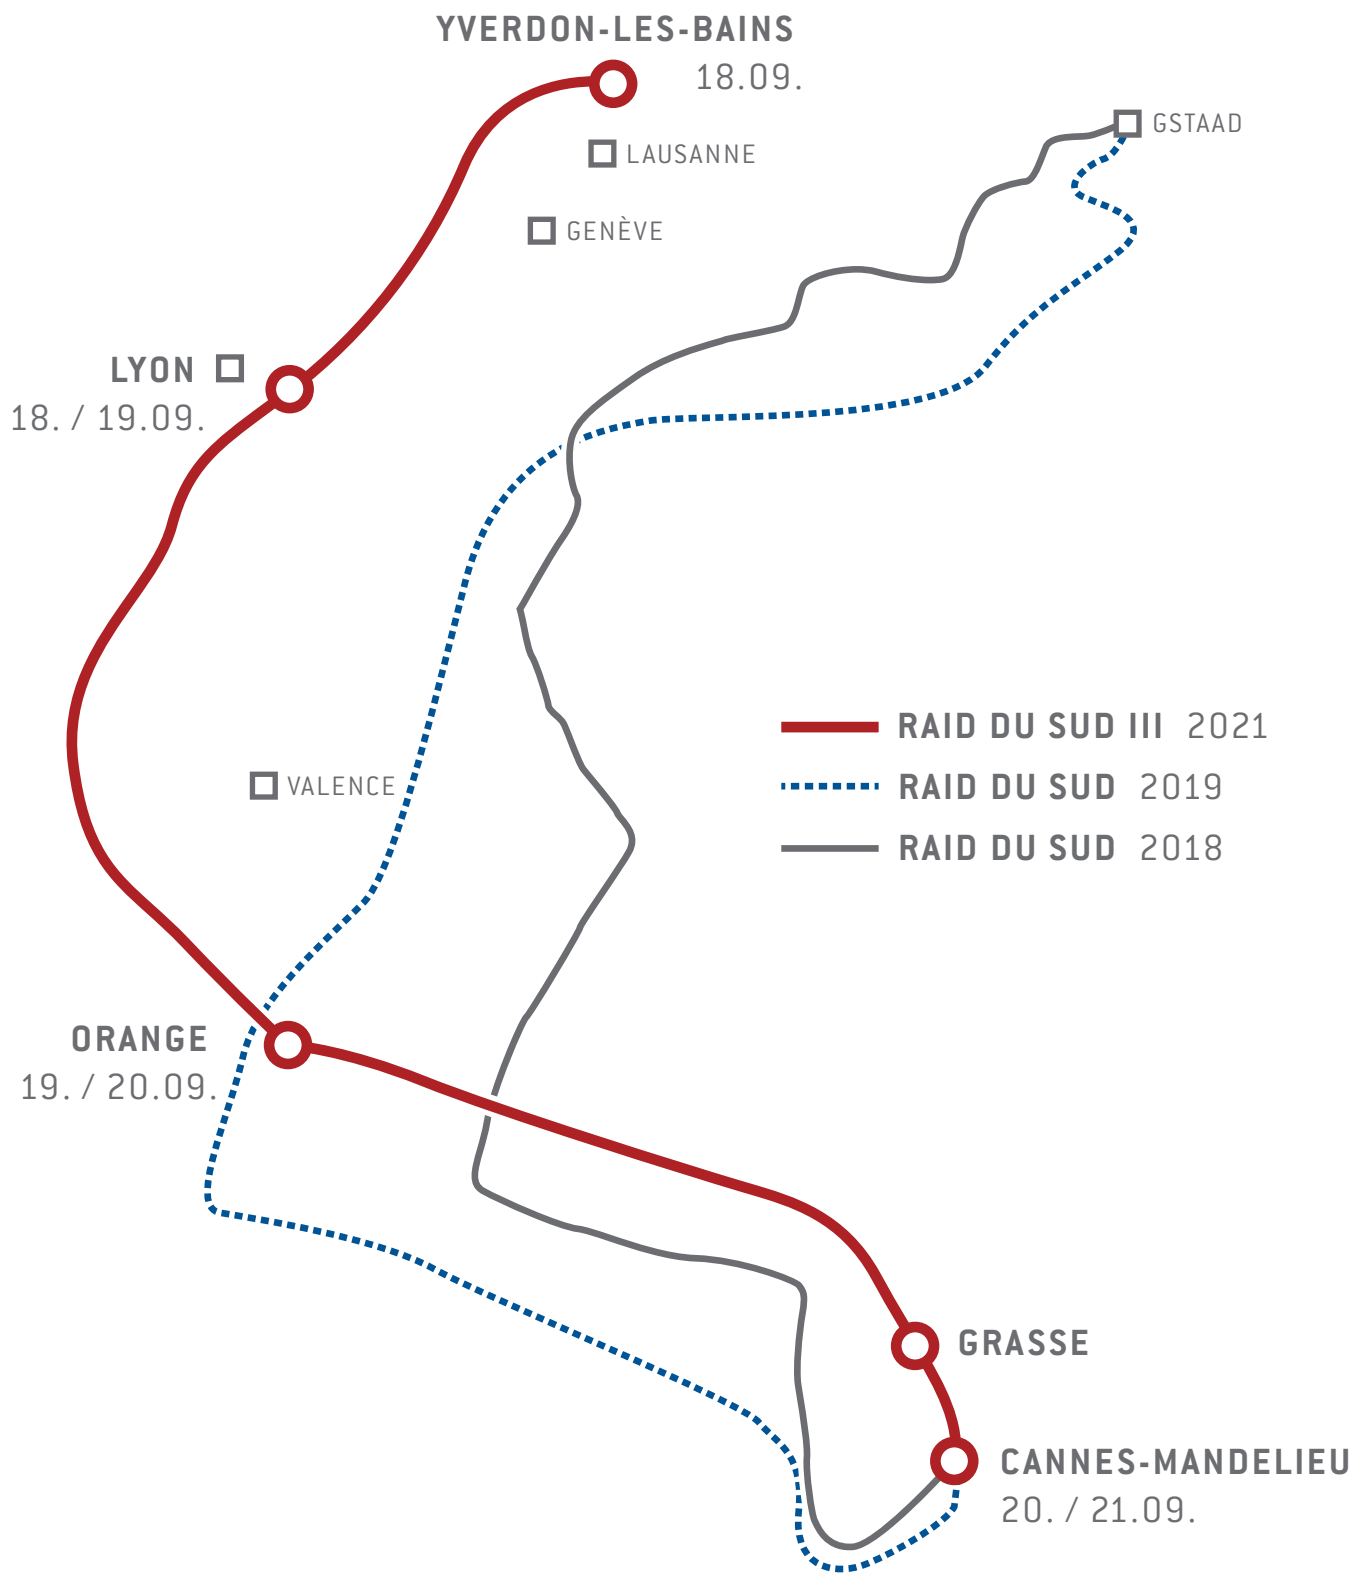 YVERDON-LES-BAINS
18.09.
GSTAAD
LAUSANNE
GENÈVE
LYON
18. / 19.09.
RAID DU SUD III 2021
VALENCE
RAID DU SUD 2019
RAID DU SUD 2018
ORANGE
19. / 20.09.
GRASSE
CANNES-MANDELIEU
20. / 21.09.